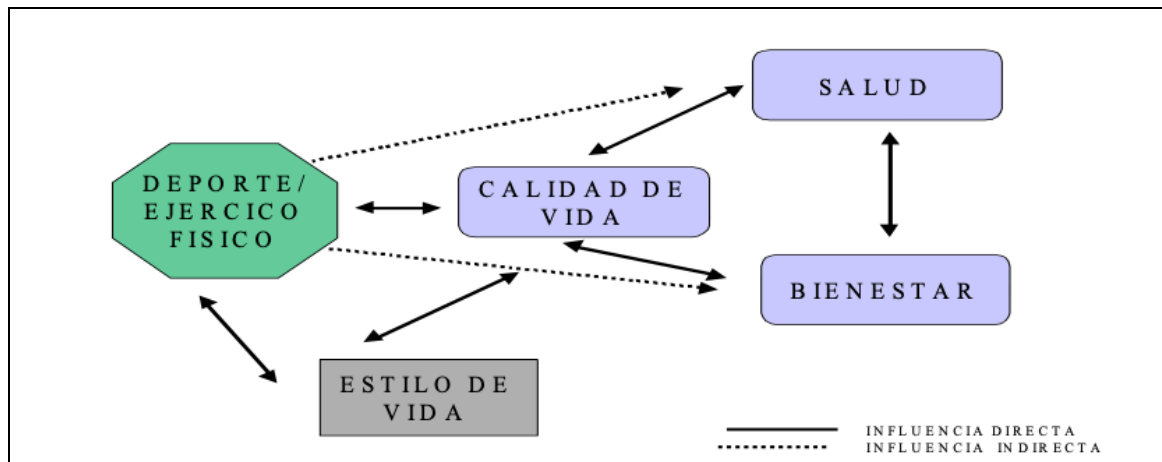 SALUD
DEPORTE/
EJERCICO
FISICO
CALIDAD DE
VIDA
BIENESTAR
ESTILO DE
VIDA
INFLUENCIA DIRECTA
INFLUENCIA INDIRECTA